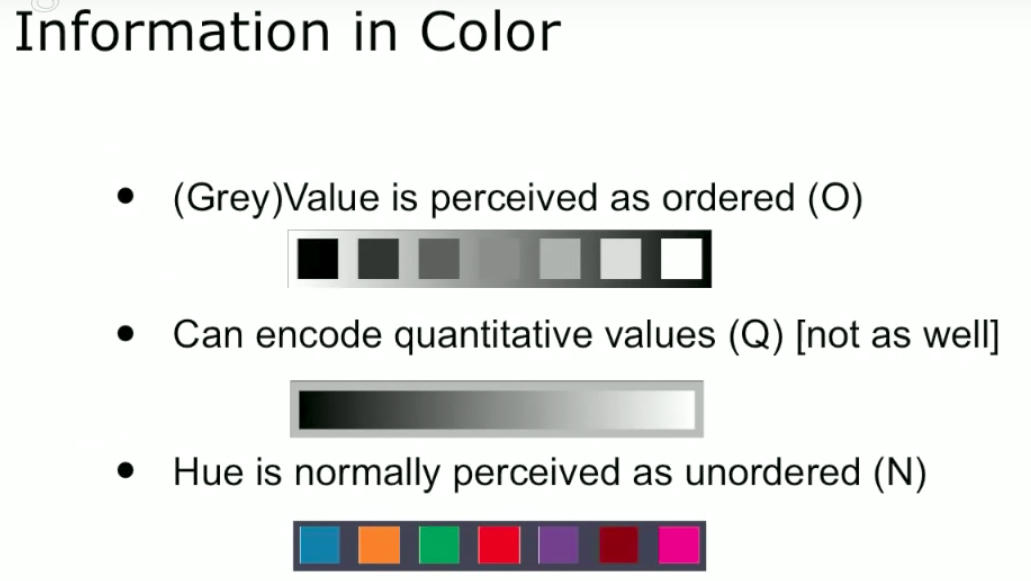 Information in Color
• (Grey)Value is perceived as ordered (O)
• Can encode quantitative values (Q) [not as well]
• Hue is normally perceived as unordered (N)